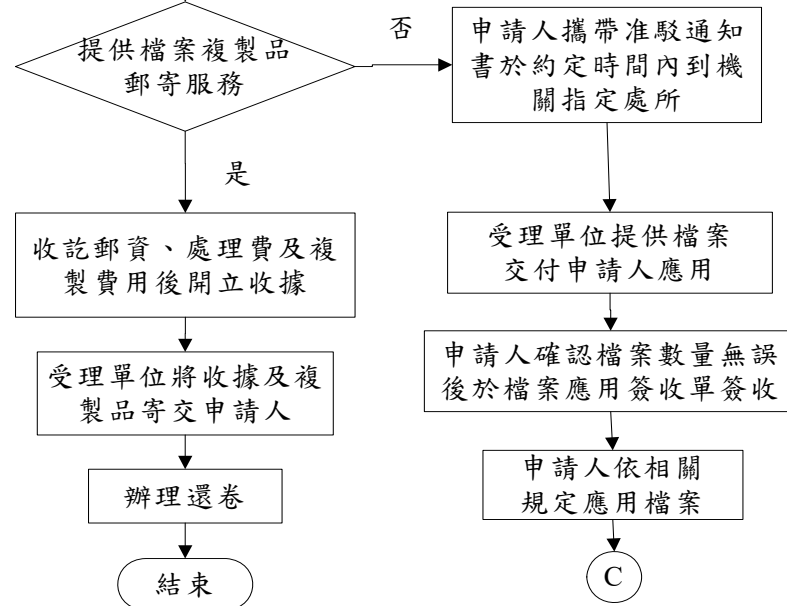 提供檔案複製品
郵寄服務
否
申請人攜帶准駁通知
書於約定時間內到機
關指定處所
是
收訖郵資、處理費及複
製費用後開立收據
受理單位將收據及複
製品寄交申請人
辦理還卷
結束
受理單位提供檔案
交付申請人應用
申請人確認檔案數量無誤
後於檔案應用簽收單簽收
申請人依相關
規定應用檔案
C